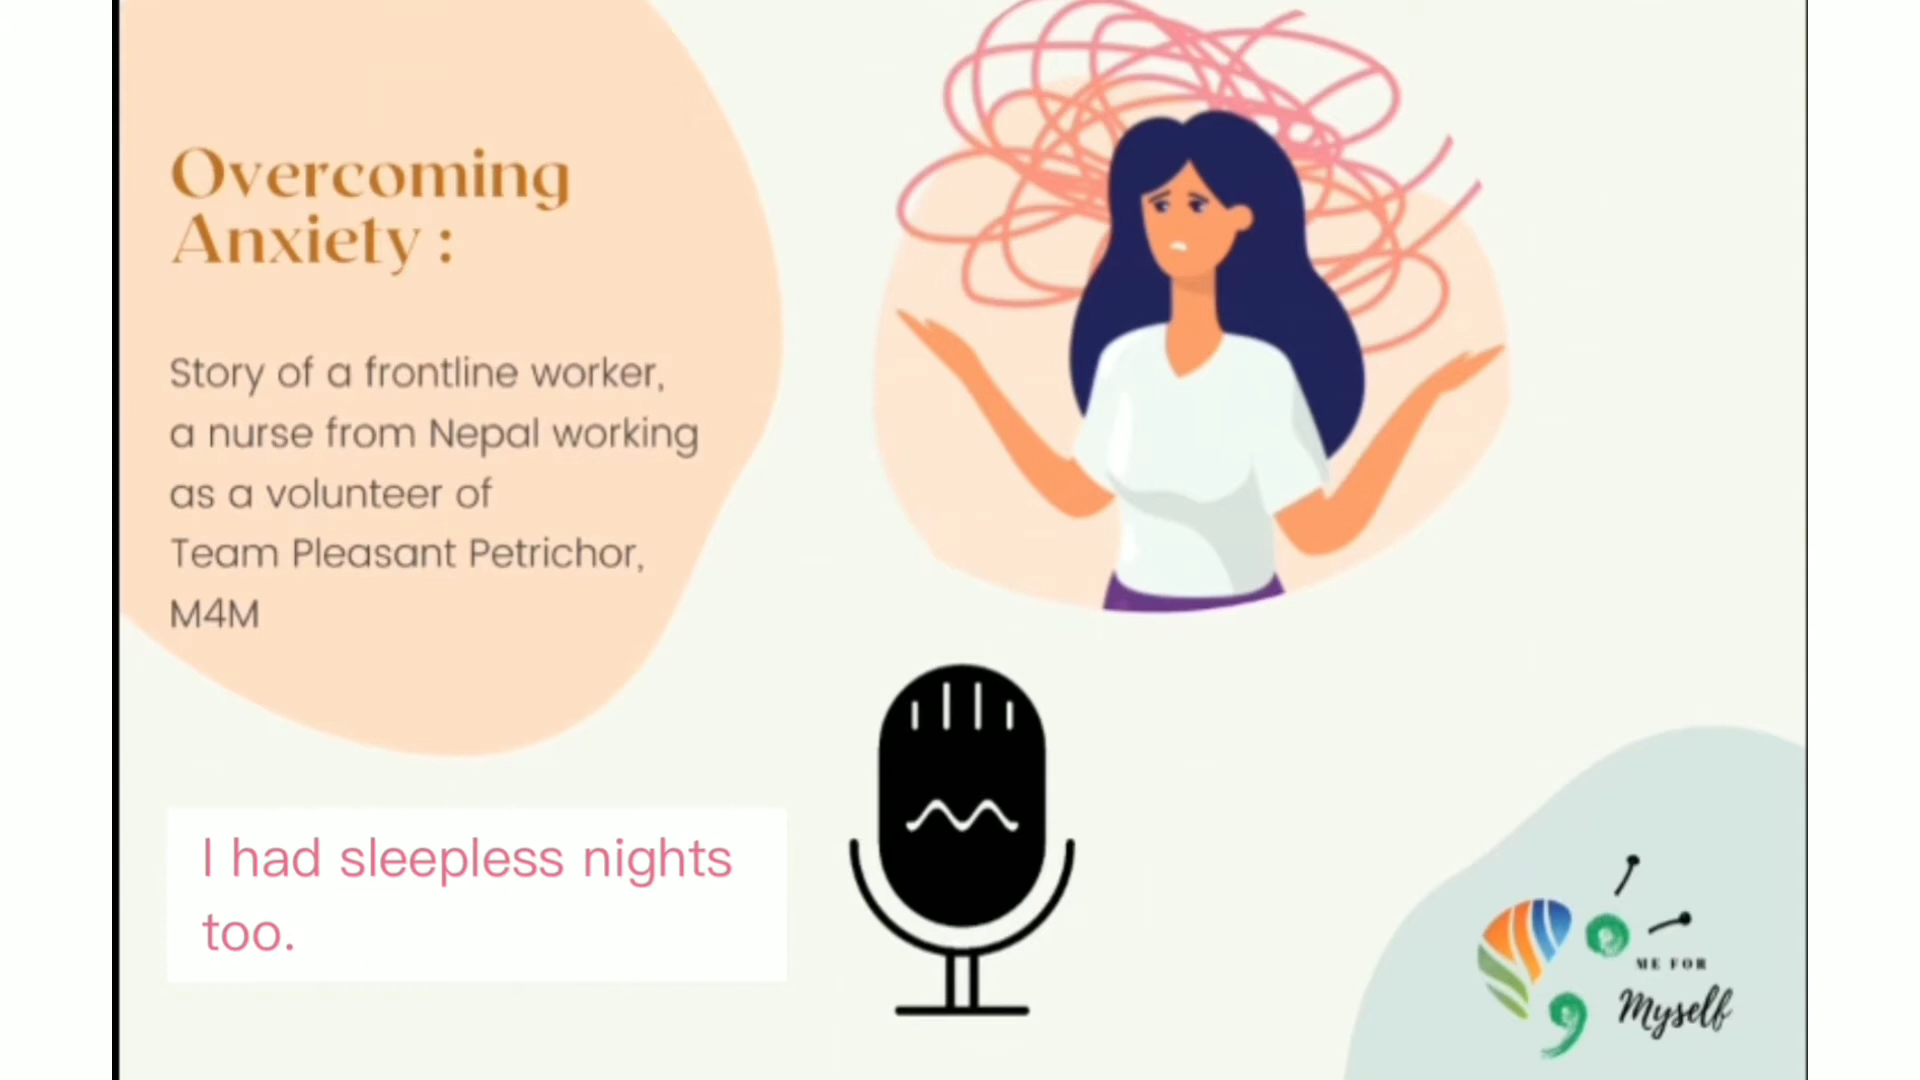 Overcoming
Anxiety :
Story of a frontline worker,
a nurse from Nepal working
as a volunteer of
Team Pleasant Petrichor,
M4M
I had sleepless nights
too.
ME FOR
Myself